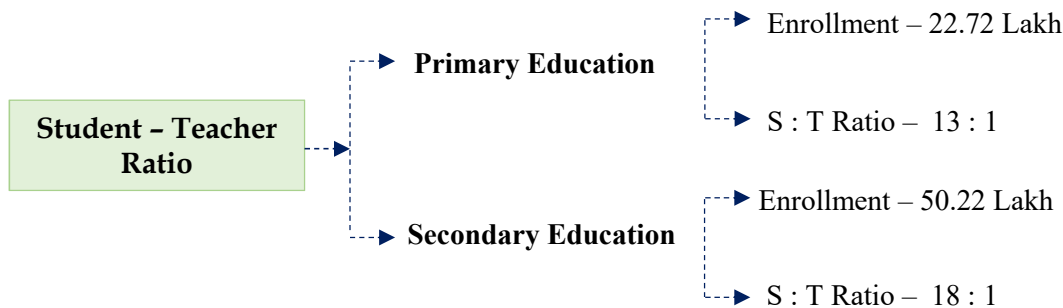 Student – Teacher
Ratio
Primary Education
Enrollment – 22.72 Lakh
S : T Ratio – 13 : 1
Secondary Education
Enrollment – 50.22 Lakh
S : T Ratio – 18 : 1